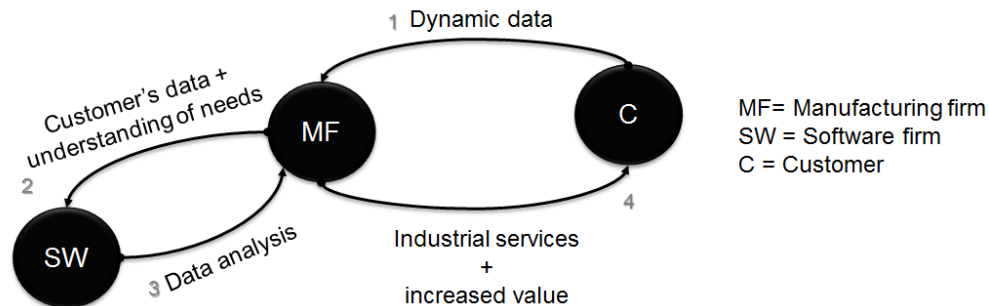 1 Dynamic data
Customer's data +
understanding of needs
MF
C
MF= Manufacturing firm
SW = Software firm
C = Customer
2
4
SW
3 Data analysis
Industrial services
+
increased value